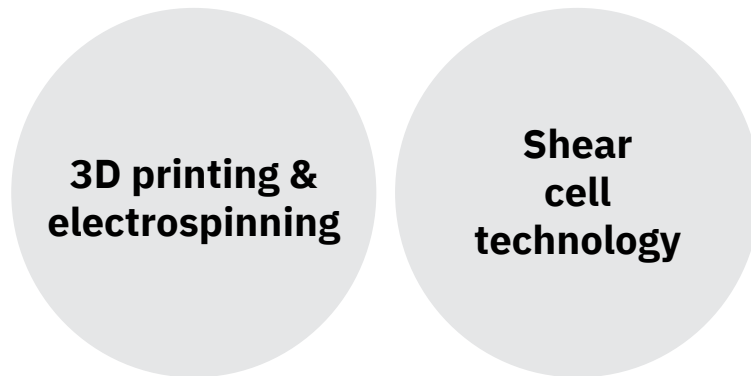 3D printing &
electrospinning
Shear
cell
technology